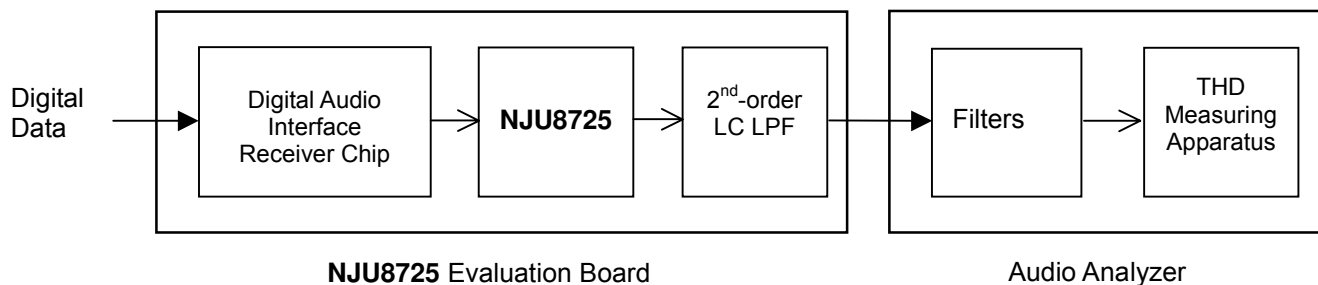 Digital
Data
Digital Audio
Interface
Receiver Chip
NJU8725
2nd-order
LC LPF
Filters
THD
Measuring
Apparatus
NJU8725 Evaluation Board
Audio Analyzer